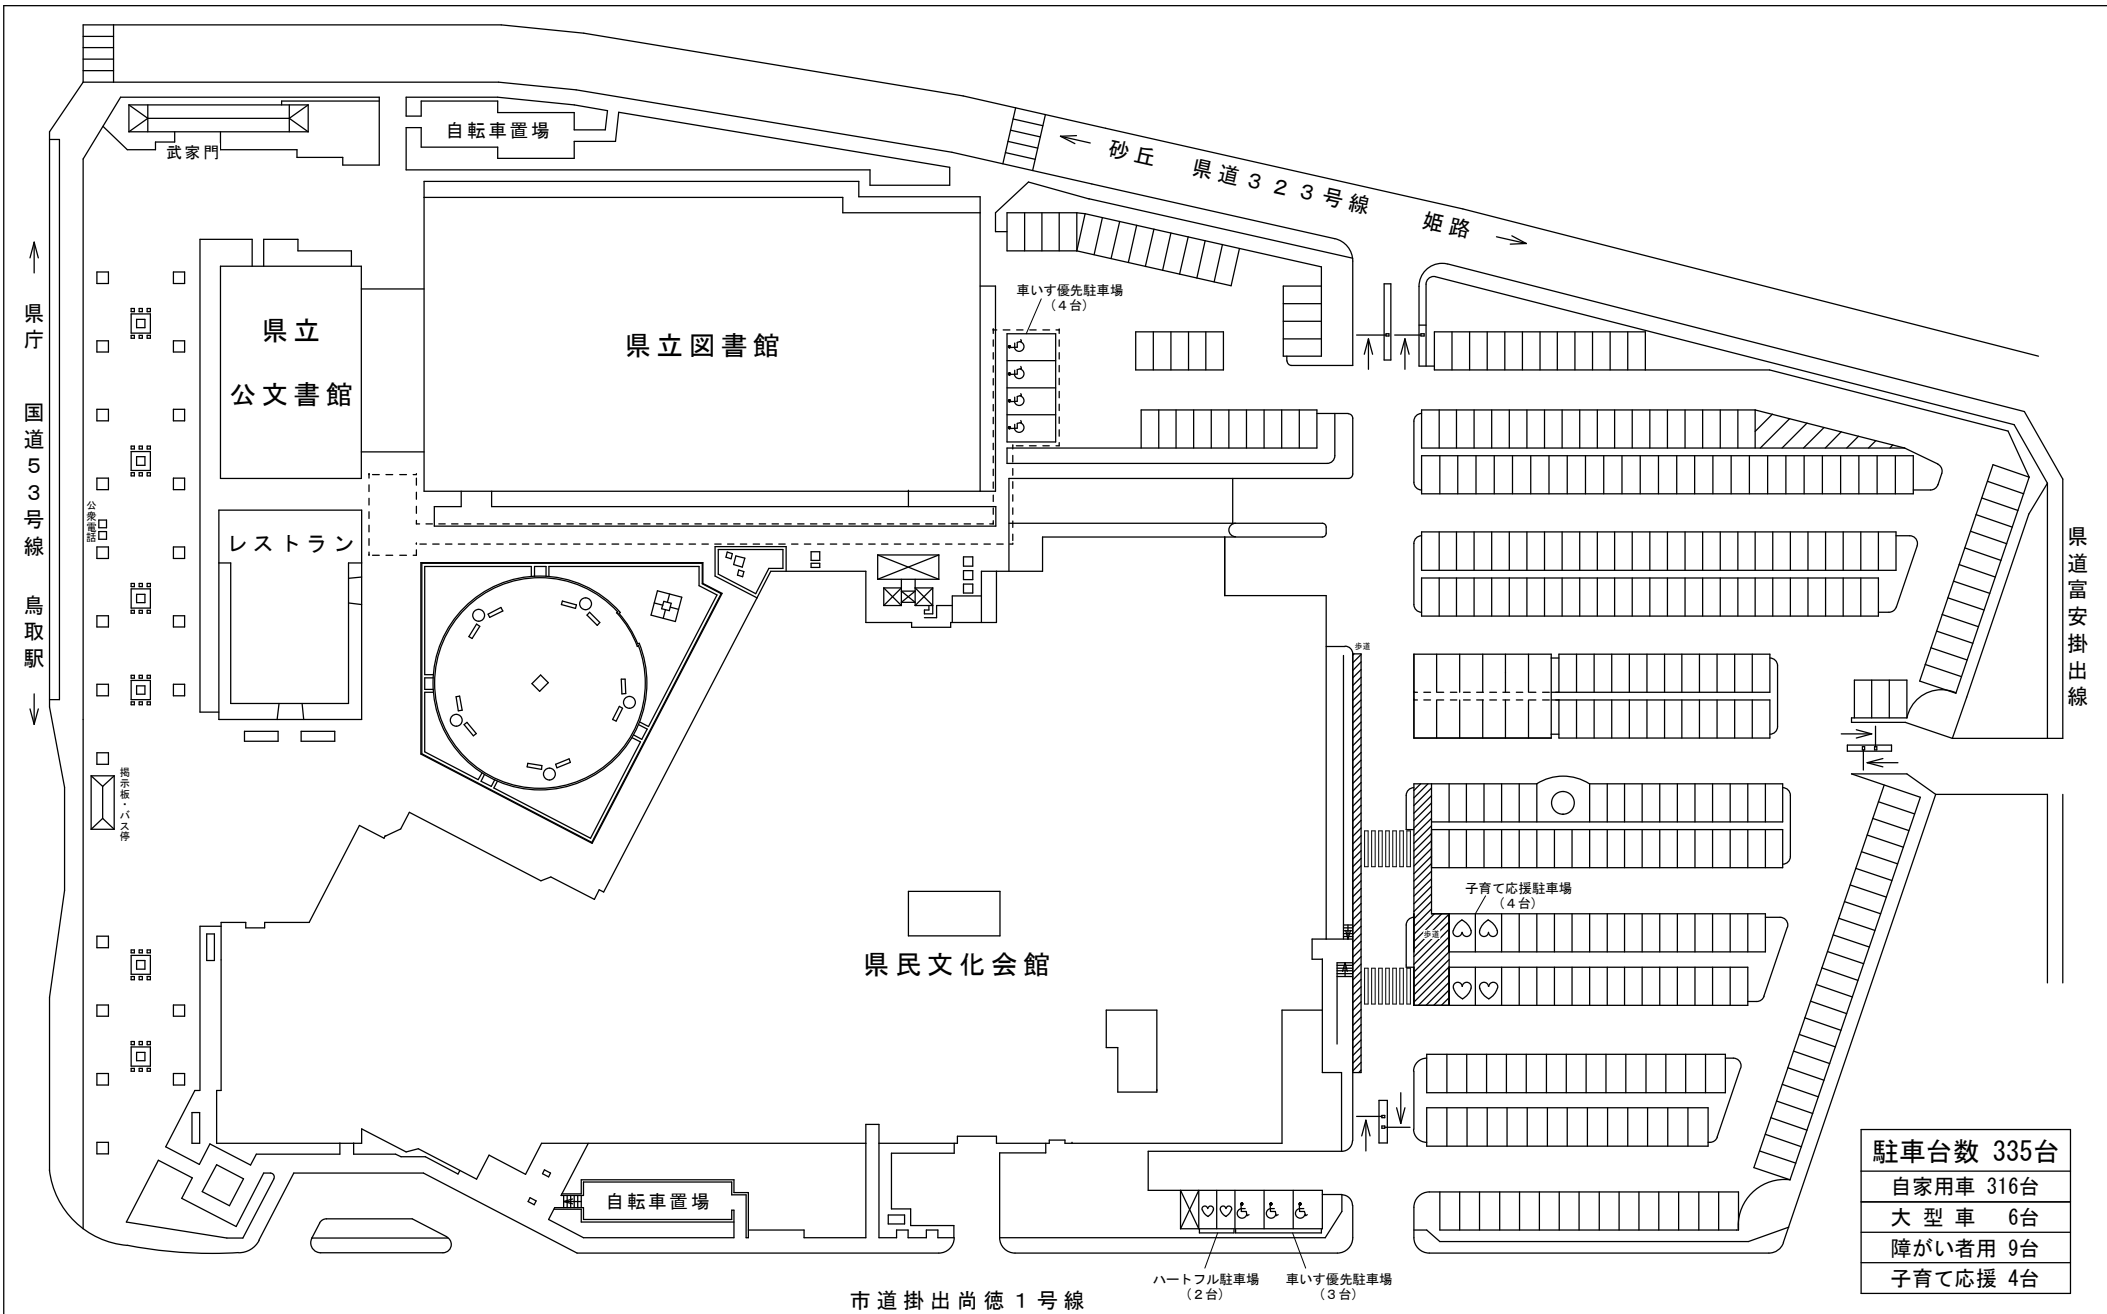 自転車置場
武家門
← 砂丘 県道３２３号線 姫路 →
車いす優先駐車場
（４台）
県立
公文書館
県立図書館
← 県庁 国道５３号線 鳥取駅 →
公衆電話
レストラン
県道富安掛出線
歩道
掲示板・バス停
子育て応援駐車場
（４台）
歩道
県民文化会館
自転車置場
ハートフル駐車場
（２台）
車いす優先駐車場
（３台）
市道掛出尚徳１号線
駐車台数 335台
自家用車 316台
大型車 6台
障がい者用 9台
子育て応援 4台